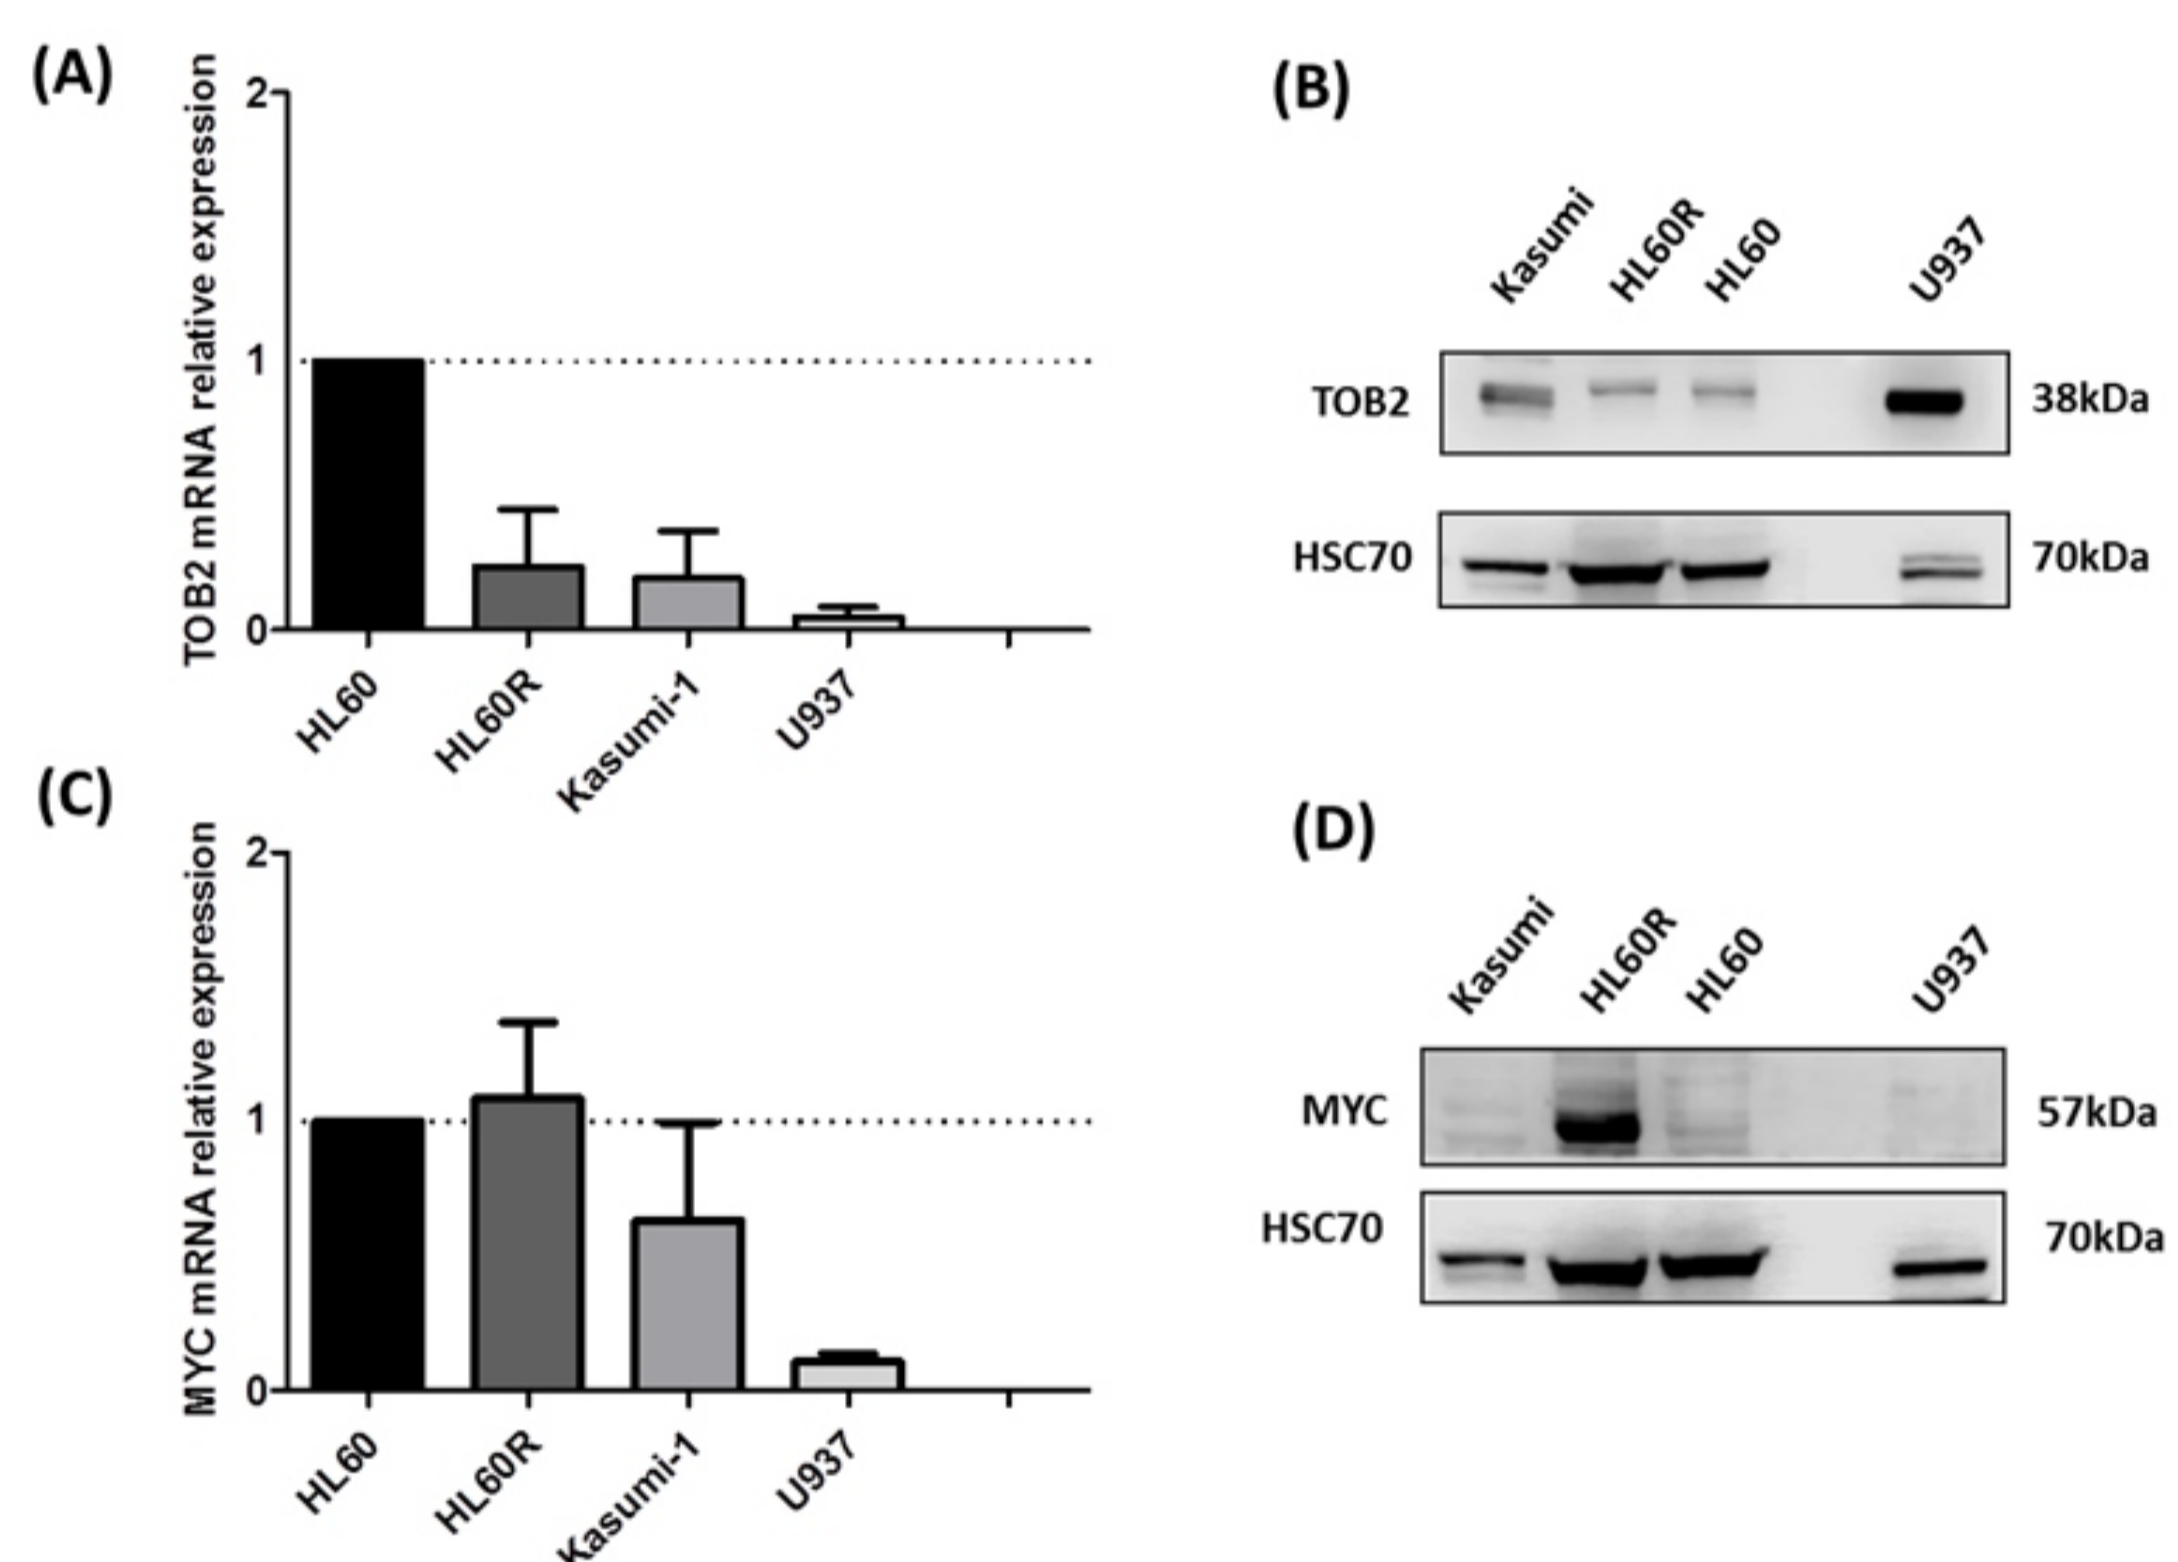 (A)
TOB2 mRNA relative expression
2
1
0
HL60
HL60R
Kasumi-1
U937
(B)
Kasumi
HL60R
HL60
U937
TOB2
38kDa
HSC70
70kDa
(C)
MYC mRNA relative expression
2
1
0
HL60
HL60R
Kasumi-1
U937
(D)
Kasumi
HL60R
HL60
U937
MYC
57kDa
HSC70
70kDa